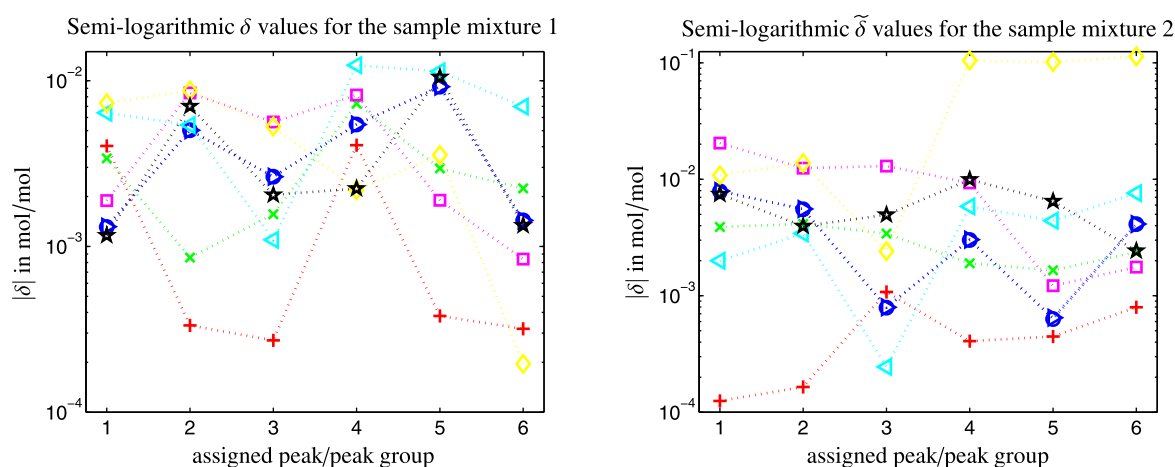 Semi-logarithmic δ values for the sample mixture 1
10⁻²
10⁻³
10⁻⁴
|δ| in mol/mol
1 2 3 4 5 6
assigned peak/peak group
Semi-logarithmic δ̃ values for the sample mixture 2
10⁻¹
10⁻²
10⁻³
10⁻⁴
|δ| in mol/mol
1 2 3 4 5 6
assigned peak/peak group